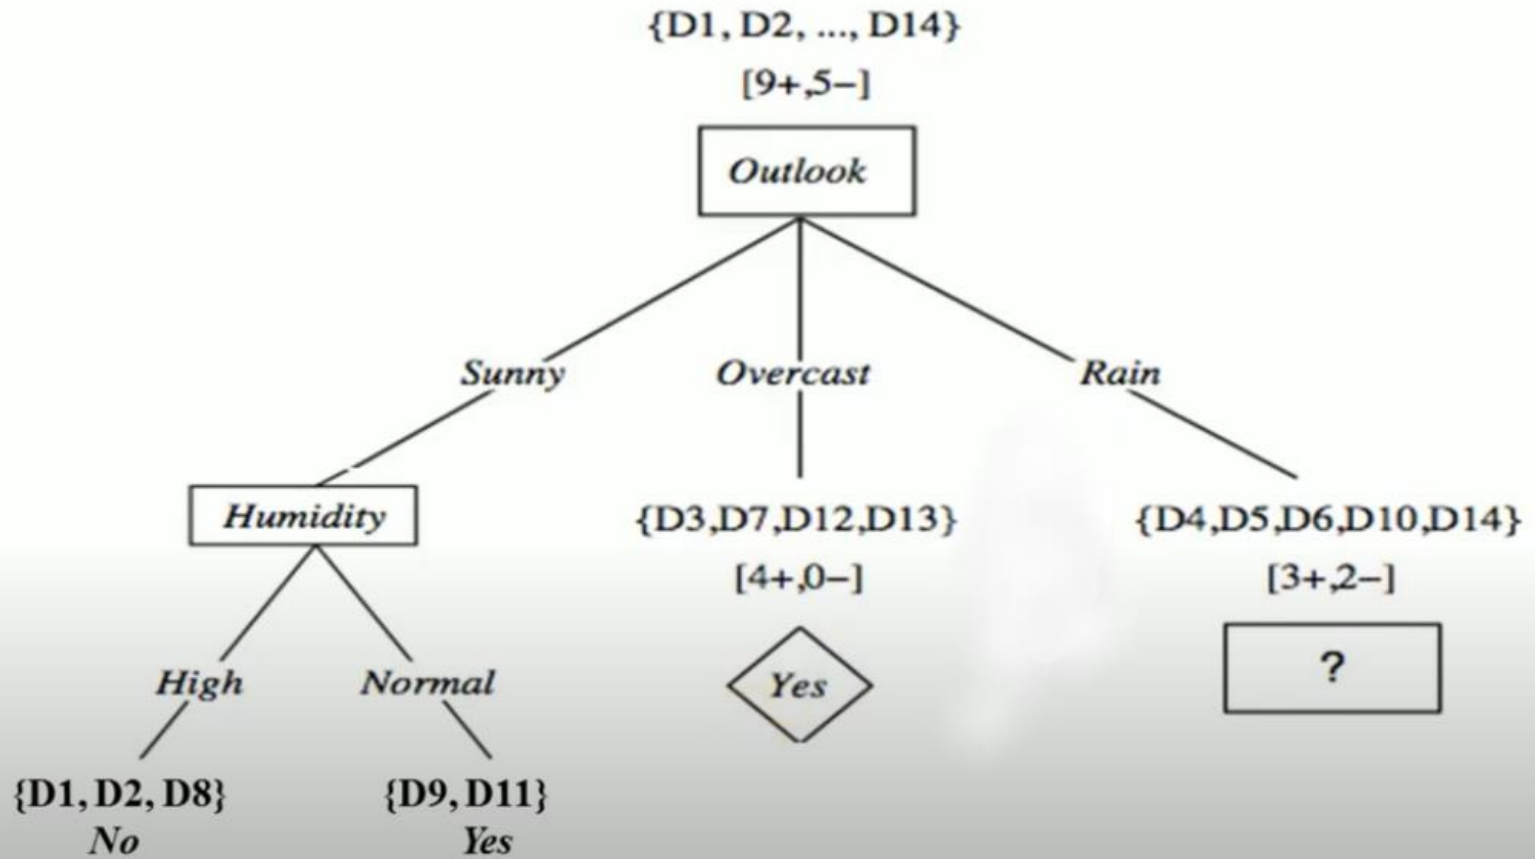 {D1, D2, ..., D14}
[9+,5−]
Outlook
Sunny
Overcast
Rain
Humidity
{D3,D7,D12,D13}
{D4,D5,D6,D10,D14}
[4+,0−]
[3+,2−]
Yes
?
High
Normal
{D1, D2, D8}
{D9, D11}
No
Yes